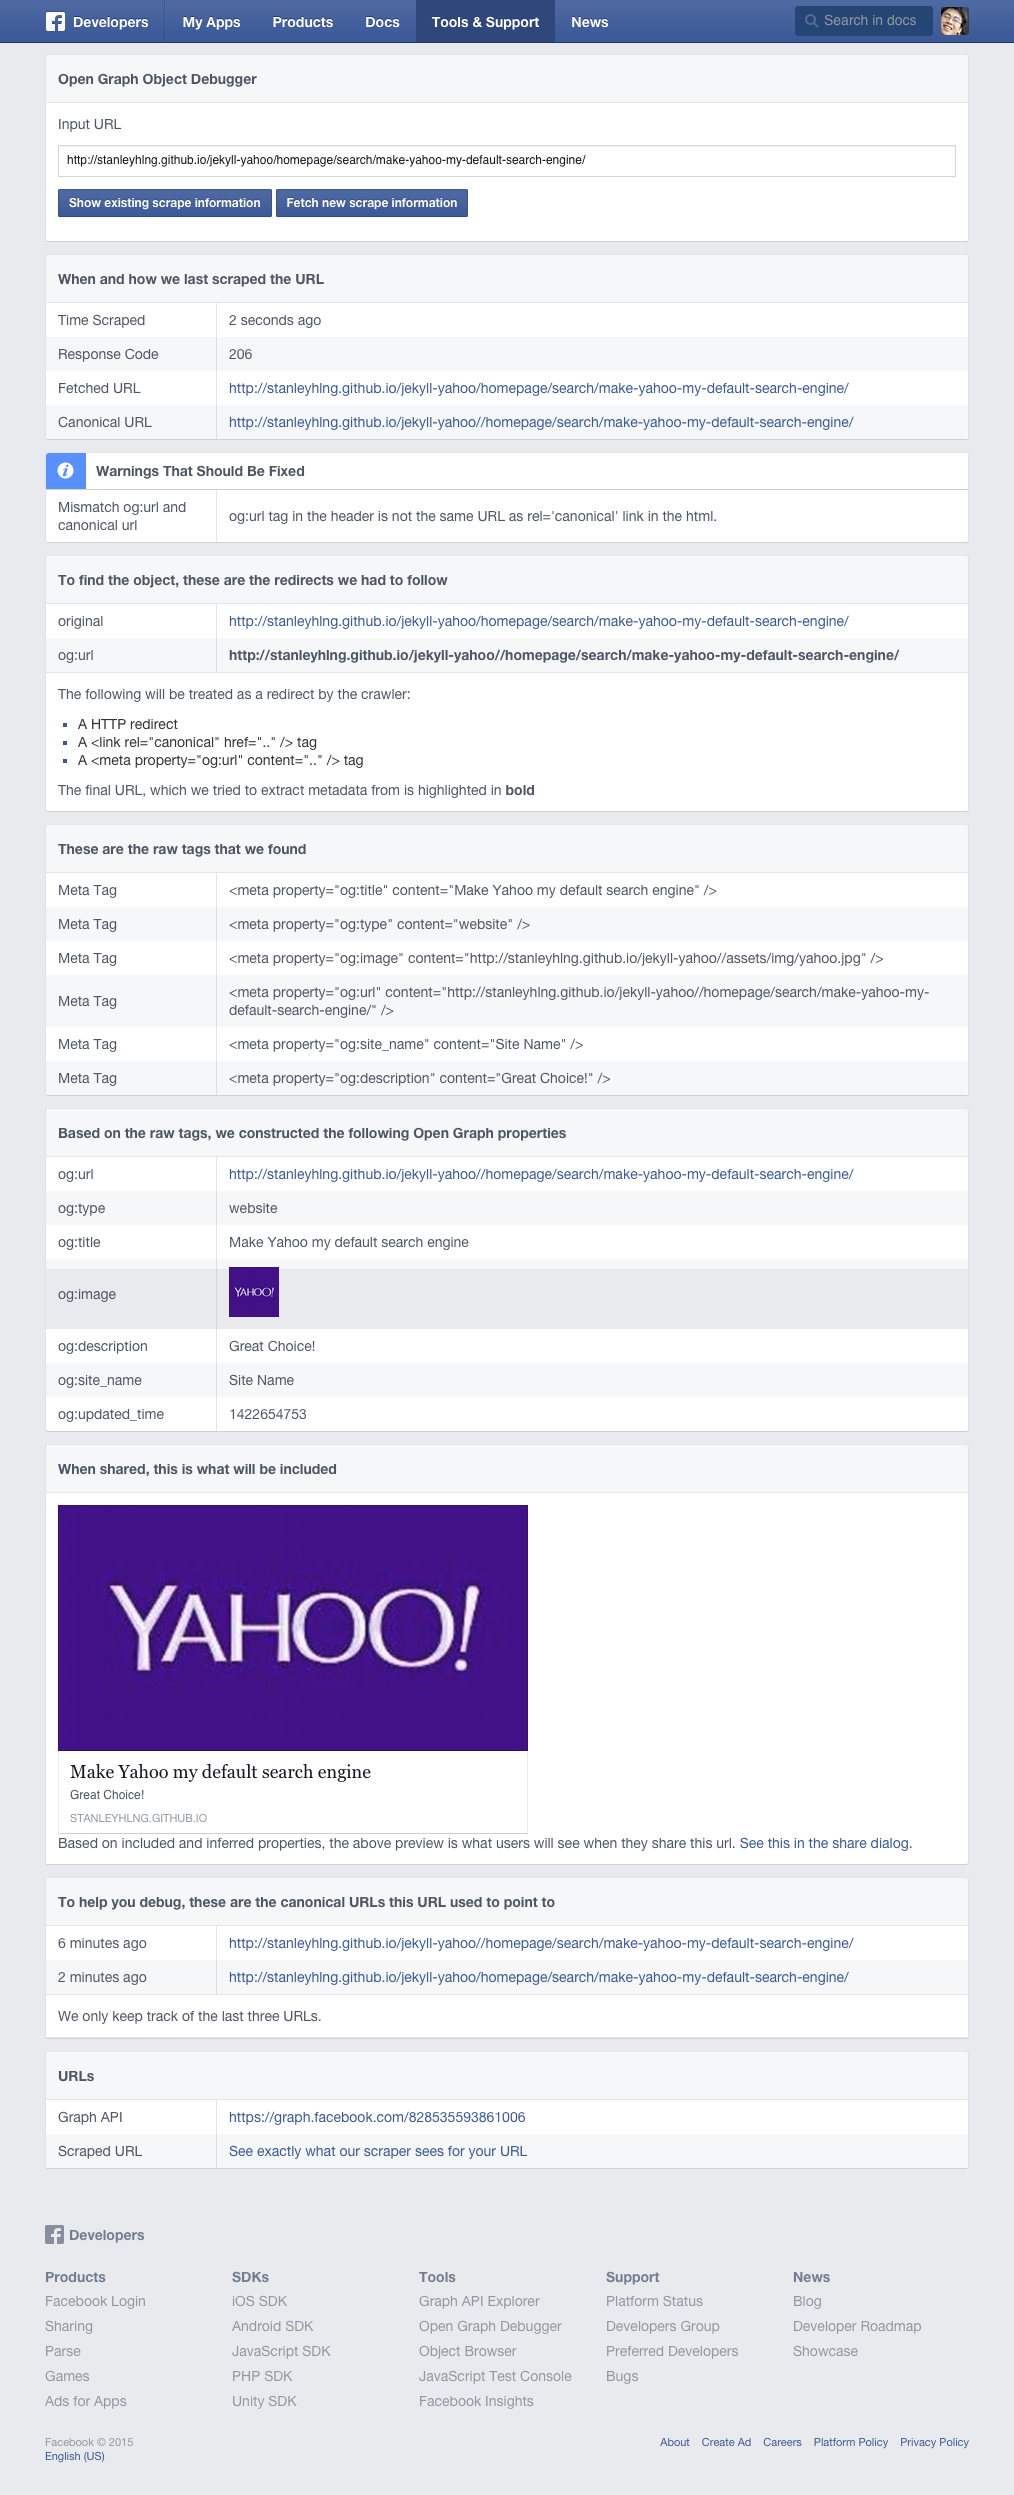 Developers My Apps Products Docs Tools & Support News Search in docs
Open Graph Object Debugger
Input URL
http://stanleyhlng.github.io/jekyll-yahoo/homepage/search/make-yahoo-my-default-search-engine/
Show existing scrape information Fetch new scrape information
When and how we last scraped the URL
Time Scraped 2 seconds ago
Response Code 206
Fetched URL http://stanleyhlng.github.io/jekyll-yahoo/homepage/search/make-yahoo-my-default-search-engine/
Canonical URL http://stanleyhlng.github.io/jekyll-yahoo//homepage/search/make-yahoo-my-default-search-engine/
Warnings That Should Be Fixed
Mismatch og:url and
canonical url
og:url tag in the header is not the same URL as rel='canonical' link in the html.
To find the object, these are the redirects we had to follow
original http://stanleyhlng.github.io/jekyll-yahoo/homepage/search/make-yahoo-my-default-search-engine/
og:url http://stanleyhlng.github.io/jekyll-yahoo//homepage/search/make-yahoo-my-default-search-engine/
The following will be treated as a redirect by the crawler:
A HTTP redirect
A <link rel="canonical" href=".." /> tag
A <meta property="og:url" content=".." /> tag
The final URL, which we tried to extract metadata from is highlighted in bold
These are the raw tags that we found
Meta Tag <meta property="og:title" content="Make Yahoo my default search engine" />
Meta Tag <meta property="og:type" content="website" />
Meta Tag <meta property="og:image" content="http://stanleyhlng.github.io/jekyll-yahoo//assets/img/yahoo.jpg" />
Meta Tag <meta property="og:url" content="http://stanleyhlng.github.io/jekyll-yahoo//homepage/search/make-yahoo-my-
default-search-engine/" />
Meta Tag <meta property="og:site_name" content="Site Name" />
Meta Tag <meta property="og:description" content="Great Choice!" />
Based on the raw tags, we constructed the following Open Graph properties
og:url http://stanleyhlng.github.io/jekyll-yahoo//homepage/search/make-yahoo-my-default-search-engine/
og:type website
og:title Make Yahoo my default search engine
og:image YAHOO!
og:description Great Choice!
og:site_name Site Name
og:updated_time 1422654753
When shared, this is what will be included
YAHOO!
Make Yahoo my default search engine
Great Choice!
STANLEYHLNG.GITHUB.IO
Based on included and inferred properties, the above preview is what users will see when they share this url. See this in the share dialog.
To help you debug, these are the canonical URLs this URL used to point to
6 minutes ago http://stanleyhlng.github.io/jekyll-yahoo//homepage/search/make-yahoo-my-default-search-engine/
2 minutes ago http://stanleyhlng.github.io/jekyll-yahoo/homepage/search/make-yahoo-my-default-search-engine/
We only keep track of the last three URLs.
URLs
Graph API https://graph.facebook.com/828535593861006
Scraped URL See exactly what our scraper sees for your URL
Developers
Products SDKs Tools Support News
Facebook Login iOS SDK Graph API Explorer Platform Status Blog
Sharing Android SDK Open Graph Debugger Developers Group Developer Roadmap
Parse JavaScript SDK Object Browser Preferred Developers Showcase
Games PHP SDK JavaScript Test Console Bugs
Ads for Apps Unity SDK Facebook Insights
Facebook © 2015 About Create Ad Careers Platform Policy Privacy Policy
English (US)